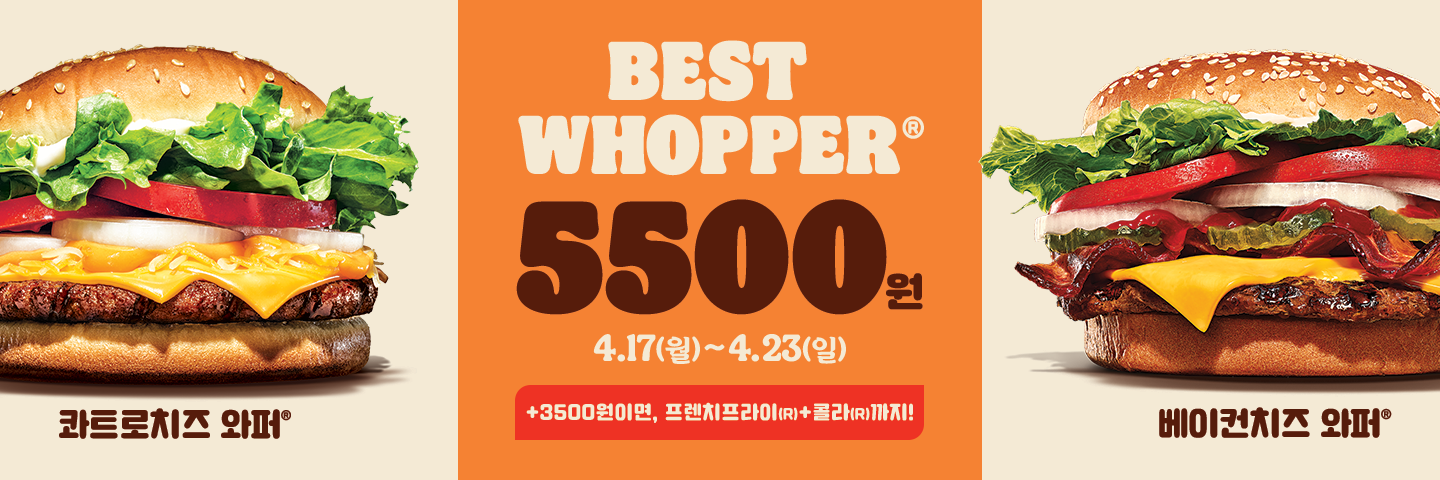 BEST
WHOPPER®
5500원
4.17(월)~4.23(일)
+3500원이면, 프렌치프라이(R)+콜라(R)까지!
콰트로치즈 와퍼®
베이컨치즈 와퍼®